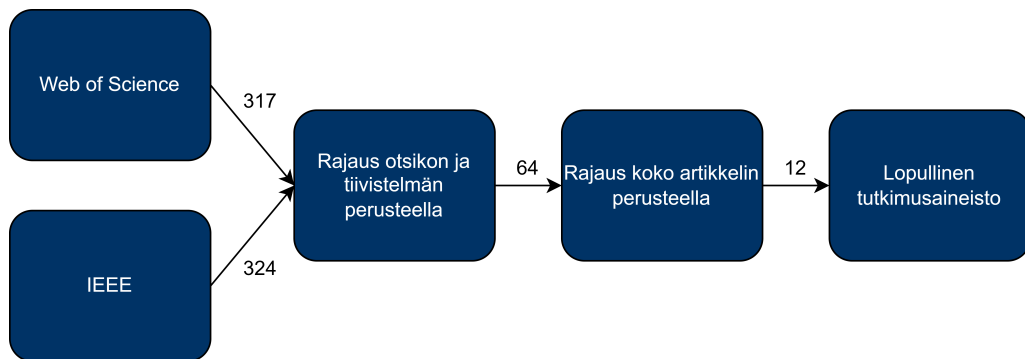 Web of Science
317
IEEE
324
Rajaus otsikon ja
tiivistelmän
perusteella
64
Rajaus koko artikkelin
perusteella
12
Lopullinen
tutkimusaineisto